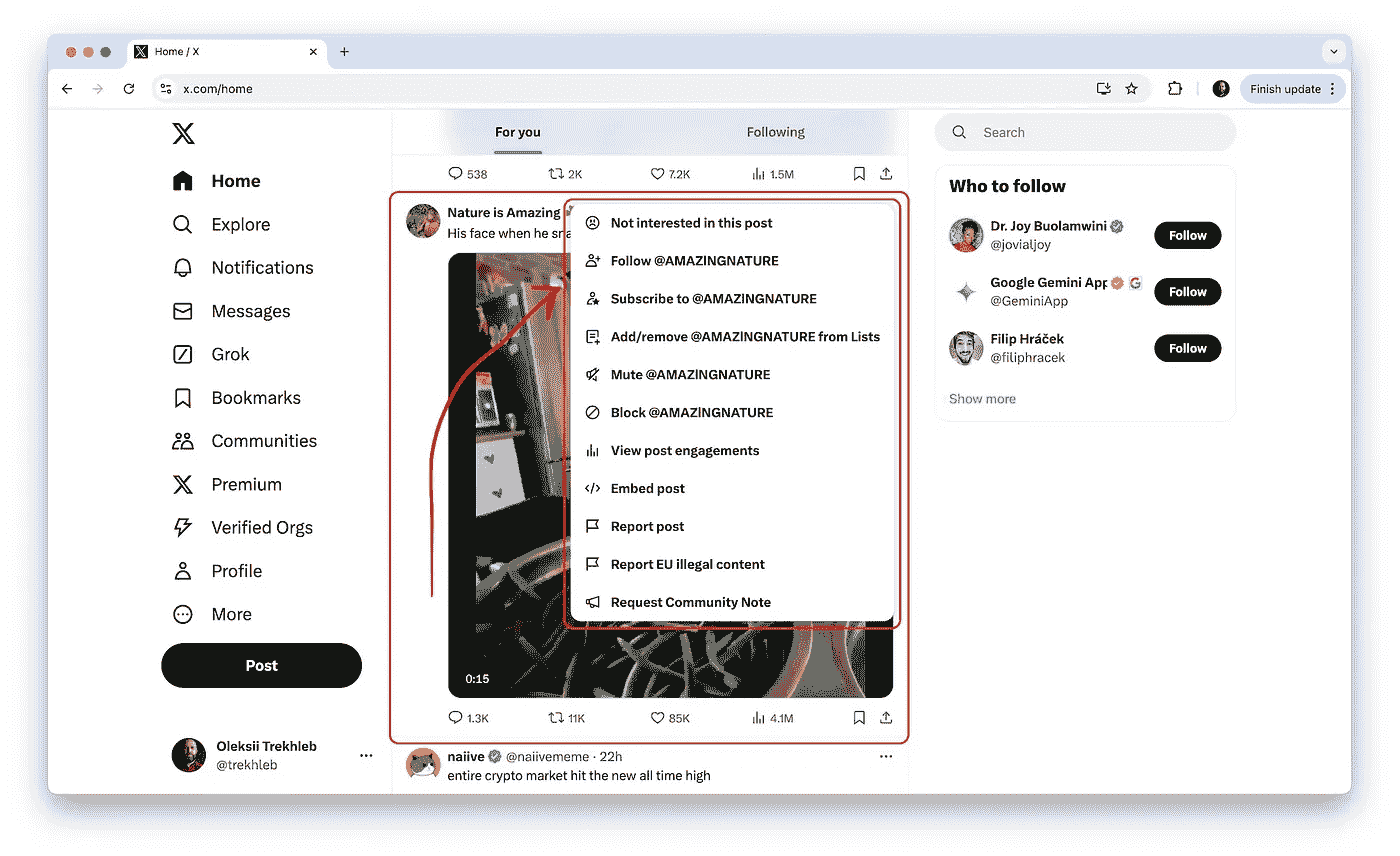 Home / X
x.com/home
Finish update
For you
Following
Search
538
2K
7.2K
1.5M
Home
Explore
Notifications
Messages
Grok
Bookmarks
Communities
Premium
Verified Orgs
Profile
More
Post
Oleksii Trekhleb
@trekhleb
Nature is Amazing
His face when he sna
Not interested in this post
Follow @AMAZlNGNATURE
Subscribe to @AMAZlNGNATURE
Add/remove @AMAZlNGNATURE from Lists
Mute @AMAZlNGNATURE
Block @AMAZlNGNATURE
View post engagements
Embed post
Report post
Report EU illegal content
Request Community Note
0:15
1.3K
11K
85K
4.1M
naiive @naiivememe · 22h
entire crypto market hit the new all time high
Who to follow
Dr. Joy Buolamwini
@jovialjoy
Follow
Google Gemini App
@GeminiApp
Follow
Filip Hráček
@filiphracek
Follow
Show more